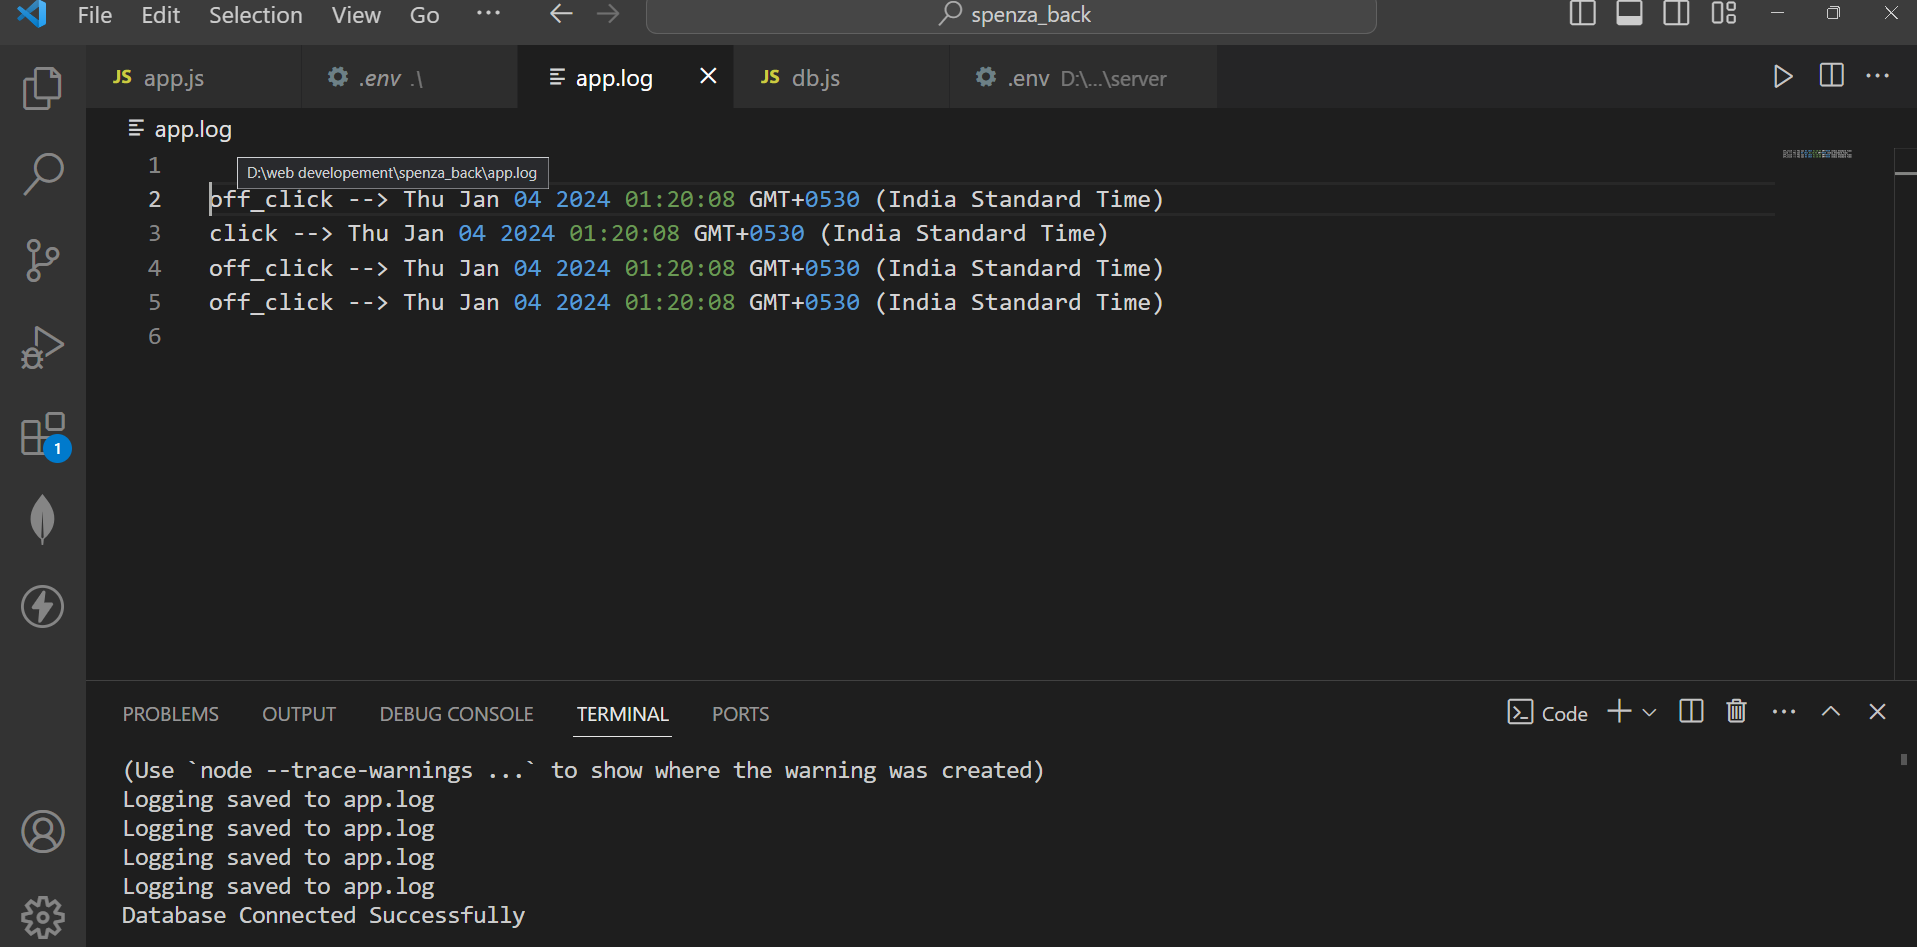 File Edit Selection View Go ... spenza_back
JS app.js .env .\ app.log JS db.js .env D:\...\server
app.log
D:\web developement\spenza_back\app.log
1
2 off_click --> Thu Jan 04 2024 01:20:08 GMT+0530 (India Standard Time)
3 click --> Thu Jan 04 2024 01:20:08 GMT+0530 (India Standard Time)
4 off_click --> Thu Jan 04 2024 01:20:08 GMT+0530 (India Standard Time)
5 off_click --> Thu Jan 04 2024 01:20:08 GMT+0530 (India Standard Time)
6
1
PROBLEMS OUTPUT DEBUG CONSOLE TERMINAL PORTS Code
(Use `node --trace-warnings ...` to show where the warning was created)
Logging saved to app.log
Logging saved to app.log
Logging saved to app.log
Logging saved to app.log
Database Connected Successfully